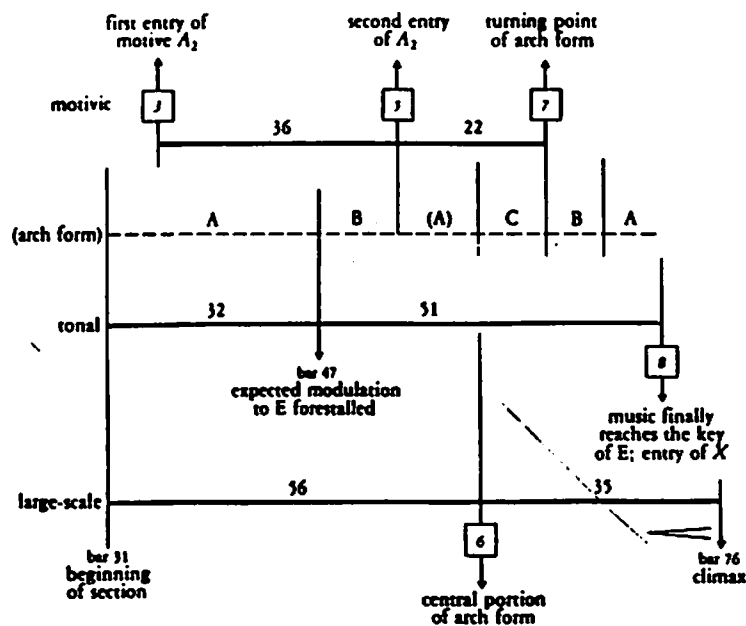 first entry of
motive A₂
second entry
of A₂
turning point
of arch form
motivic
3
5
7
36
22
(arch form)
A
B
(A)
C
B
A
tonal
32
51
bar 47
expected modulation
to E forestalled
8
music finally
reaches the key
of E; entry of X
large-scale
56
35
bar 31
beginning
of section
6
central portion
of arch form
bar 76
climax